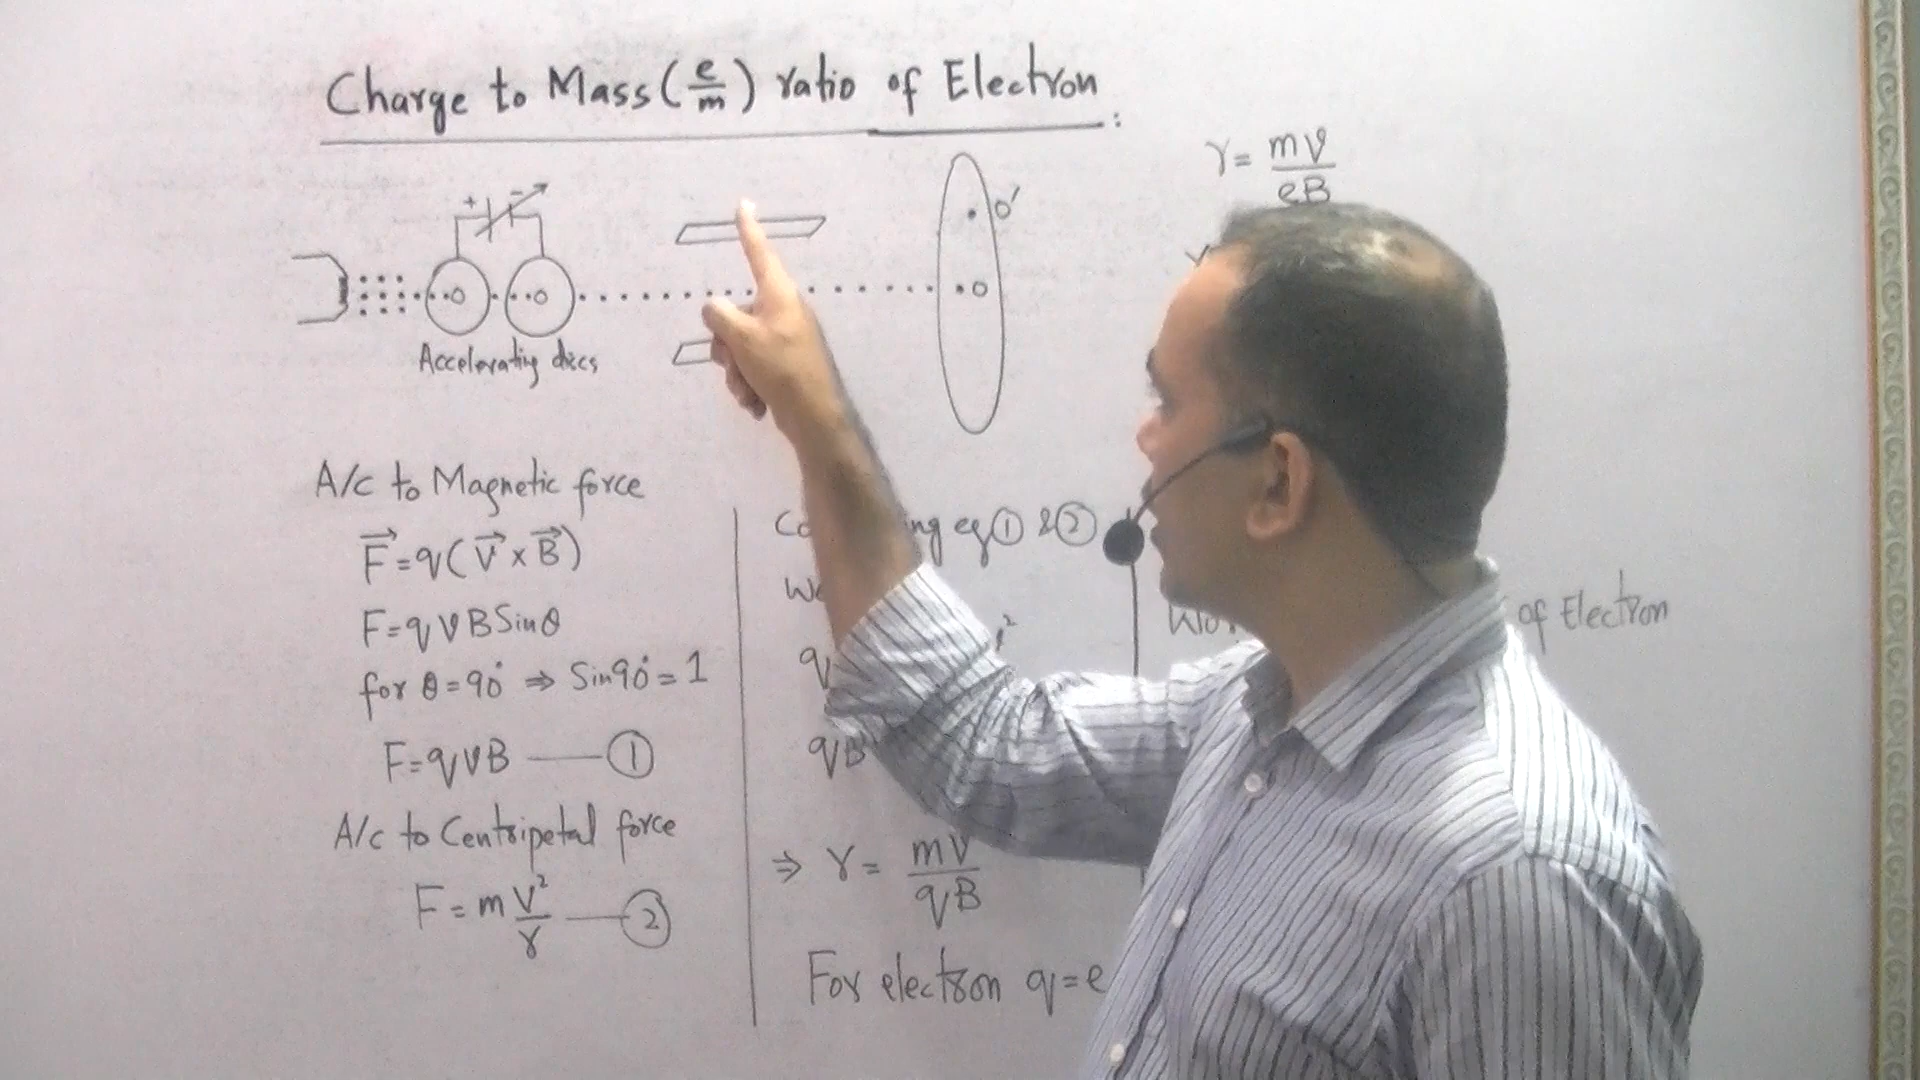 Charge to Mass (e/m) ratio of Electron :
+ -
O'
O
O O
Accelerating discs
r = mv/eB
A/c to Magnetic force
F⃗ = q(V⃗ × B⃗)
F = qVB Sinθ
for θ = 90° ⇒ Sin90° = 1
F = qVB —— ①
A/c to Centripetal force
F = m V²/r —— ②
eq ① & ②
q
qB
⇒ r = mV/qB
For electron q = e
of Electron